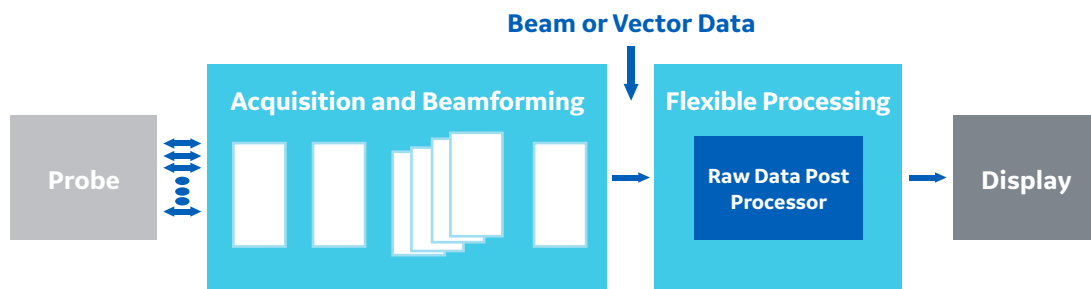 Beam or Vector Data
Acquisition and Beamforming
Flexible Processing
Probe
Raw Data Post
Processor
Display